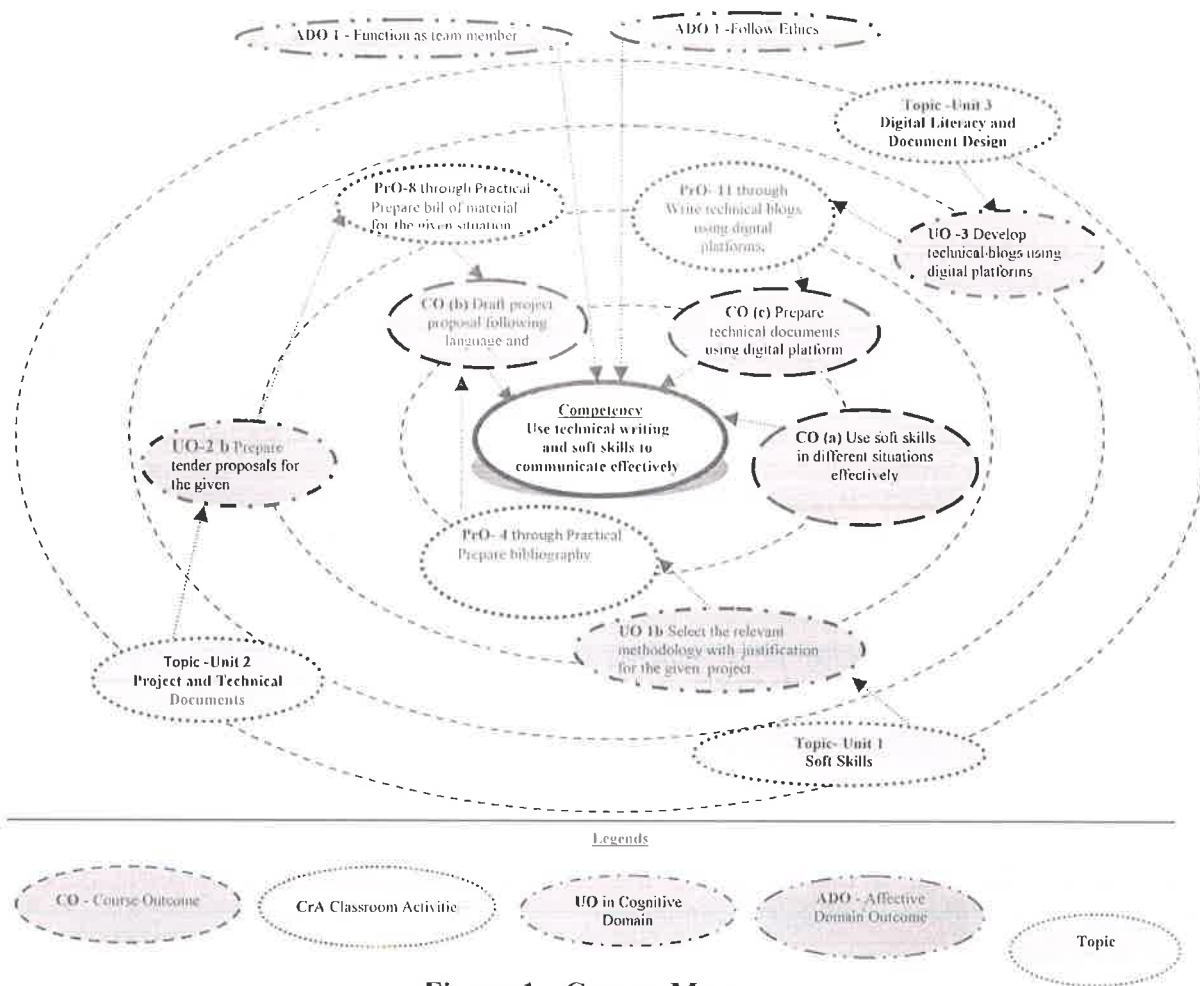 ADO 1 - Function as team member
ADO 1 -Follow Ethics
Topic -Unit 3
Digital Literacy and
Document Design
PrO-8 through Practical
Prepare bill of material
for the given situation
PrO- 11 through
Write technical blogs
using digital
platforms.
UO -3 Develop
technical blogs using
digital platforms
CO (b) Draft project
proposal following
language and
CO (c) Prepare
technical documents
using digital platform
Competency
Use technical writing
and soft skills to
communicate effectively
CO (a) Use soft skills
in different situations
effectively
UO-2 b Prepare
tender proposals for
the given
PrO- 4 through Practical
Prepare bibliography
UO 1b Select the relevant
methodology with justification
for the given project
Topic -Unit 2
Project and Technical
Documents
Topic- Unit 1
Soft Skills
Legends
CO - Course Outcome
CrA Classroom Activitie
UO in Cognitive
Domain
ADO - Affective
Domain Outcome
Topic